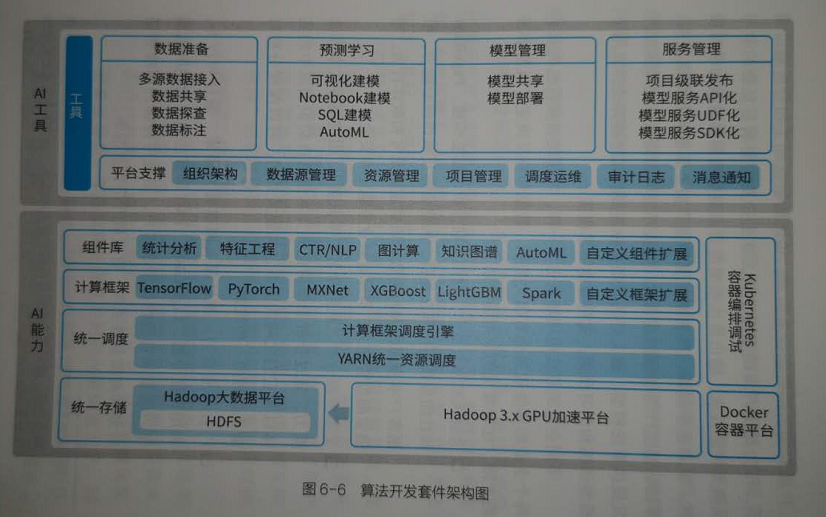 AI工具
工具
数据准备
多源数据接入
数据共享
数据探查
数据标注
预测学习
可视化建模
Notebook建模
SQL建模
AutoML
模型管理
模型共享
模型部署
服务管理
项目级联发布
模型服务API化
模型服务UDF化
模型服务SDK化
平台支撑 组织架构 数据源管理 资源管理 项目管理 调度运维 审计日志 消息通知
AI能力
组件库 统计分析 特征工程 CTR/NLP 图计算 知识图谱 AutoML 自定义组件扩展
计算框架 TensorFlow PyTorch MXNet XGBoost LightGBM Spark 自定义框架扩展
统一调度
计算框架调度引擎
YARN统一资源调度
统一存储
Hadoop大数据平台
HDFS
Hadoop 3.x GPU加速平台
Kubernetes
容器编排调试
Docker
容器平台
图6-6 算法开发套件架构图